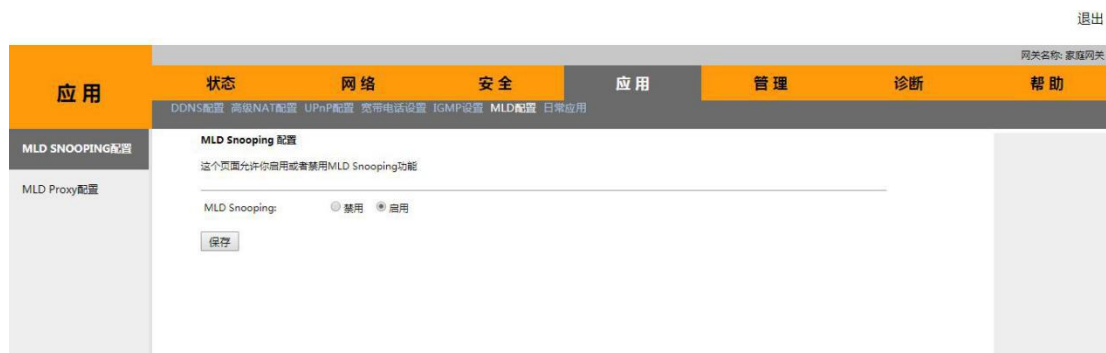 退出
网关名称: 家庭网关
应用
状态 网络 安全 应用 管理 诊断 帮助
DDNS配置 高级NAT配置 UPnP配置 宽带电话设置 IGMP设置 MLD配置 日常应用
MLD SNOOPING配置
MLD Proxy配置
MLD Snooping 配置
这个页面允许你启用或者禁用MLD Snooping功能
MLD Snooping: 禁用 启用
保存